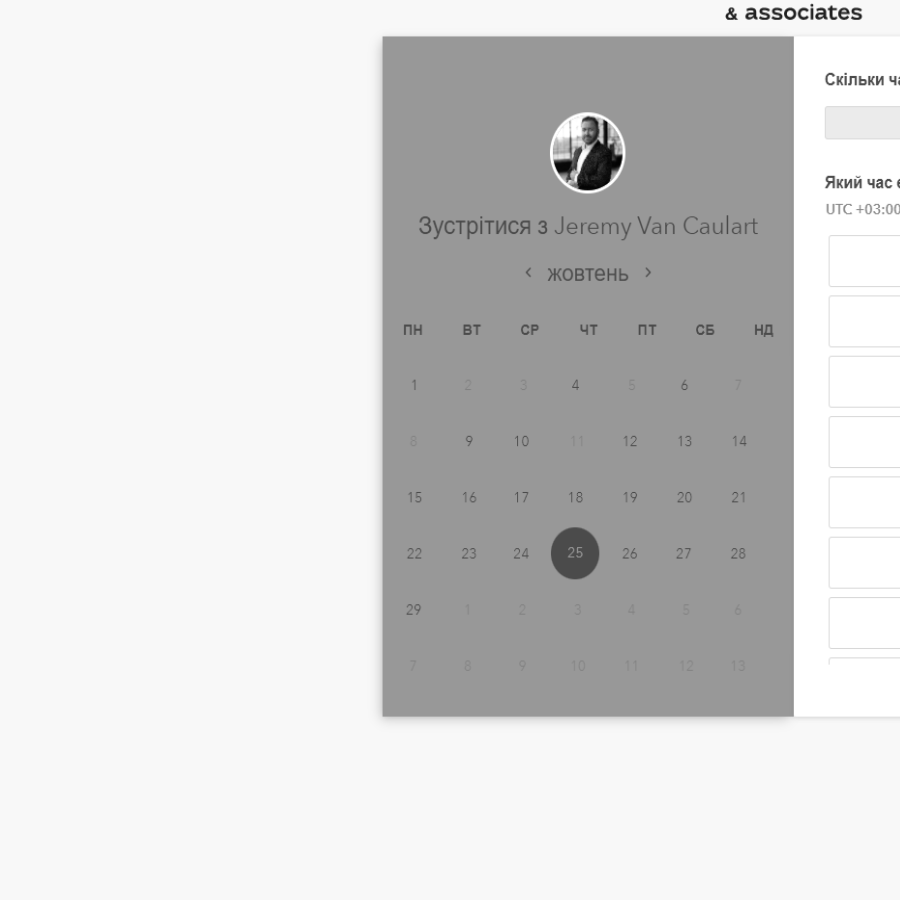 & associates
Скільки ча
Який час є
UTC +03:00
Зустрітися з Jeremy Van Caulart
‹ жовтень ›
ПН ВТ СР ЧТ ПТ СБ НД
1 2 3 4 5 6 7
8 9 10 11 12 13 14
15 16 17 18 19 20 21
22 23 24 25 26 27 28
29 1 2 3 4 5 6
7 8 9 10 11 12 13